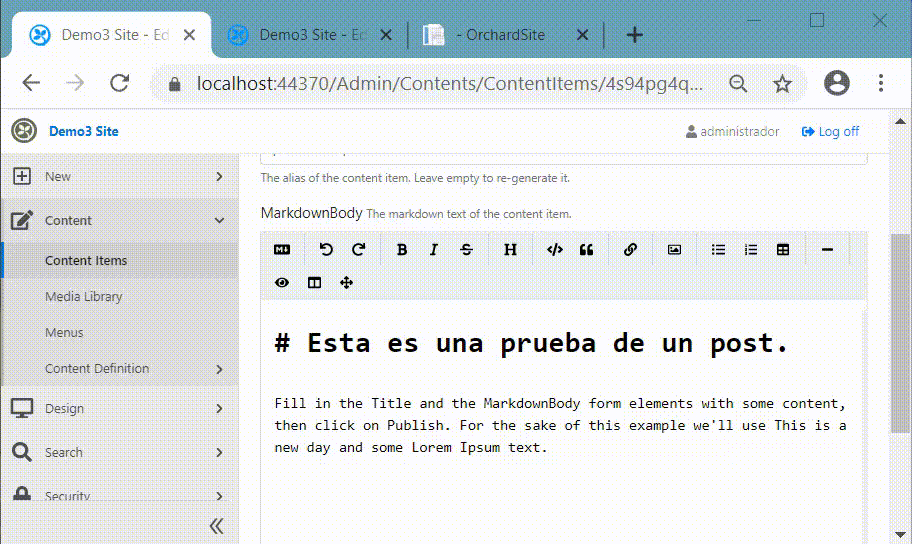 Demo3 Site - Ed
Demo3 Site - Ed
- OrchardSite
localhost:44370/Admin/Contents/ContentItems/4s94pg4q...
Demo3 Site
administrador
Log off
New
Content
Content Items
Media Library
Menus
Content Definition
Design
Search
Security
The alias of the content item. Leave empty to re-generate it.
MarkdownBody The markdown text of the content item.
# Esta es una prueba de un post.
Fill in the Title and the MarkdownBody form elements with some content,
then click on Publish. For the sake of this example we'll use This is a
new day and some Lorem Ipsum text.